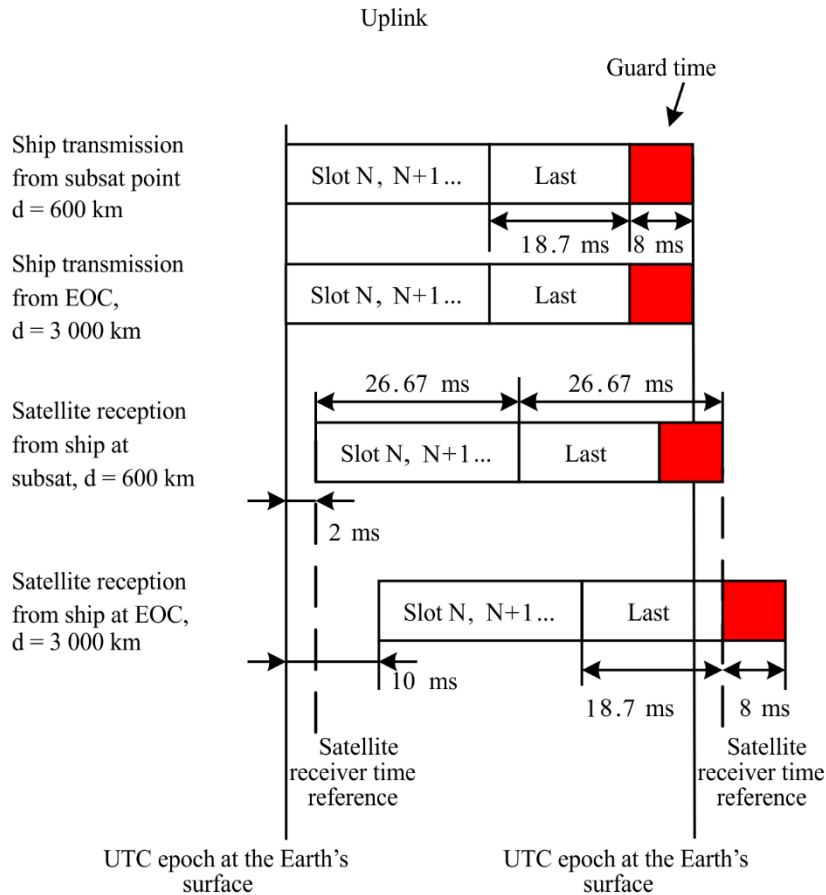 Uplink
Guard time
Ship transmission
from subsat point
d = 600 km
Slot N, N+1...
Last
18.7 ms
8 ms
Ship transmission
from EOC,
d = 3 000 km
Slot N, N+1...
Last
26.67 ms
26.67 ms
Satellite reception
from ship at
subsat, d = 600 km
Slot N, N+1...
Last
2 ms
Satellite reception
from ship at EOC,
d = 3 000 km
Slot N, N+1...
Last
10 ms
18.7 ms
8 ms
Satellite
receiver time
reference
Satellite
receiver time
reference
UTC epoch at the Earth's
surface
UTC epoch at the Earth's
surface